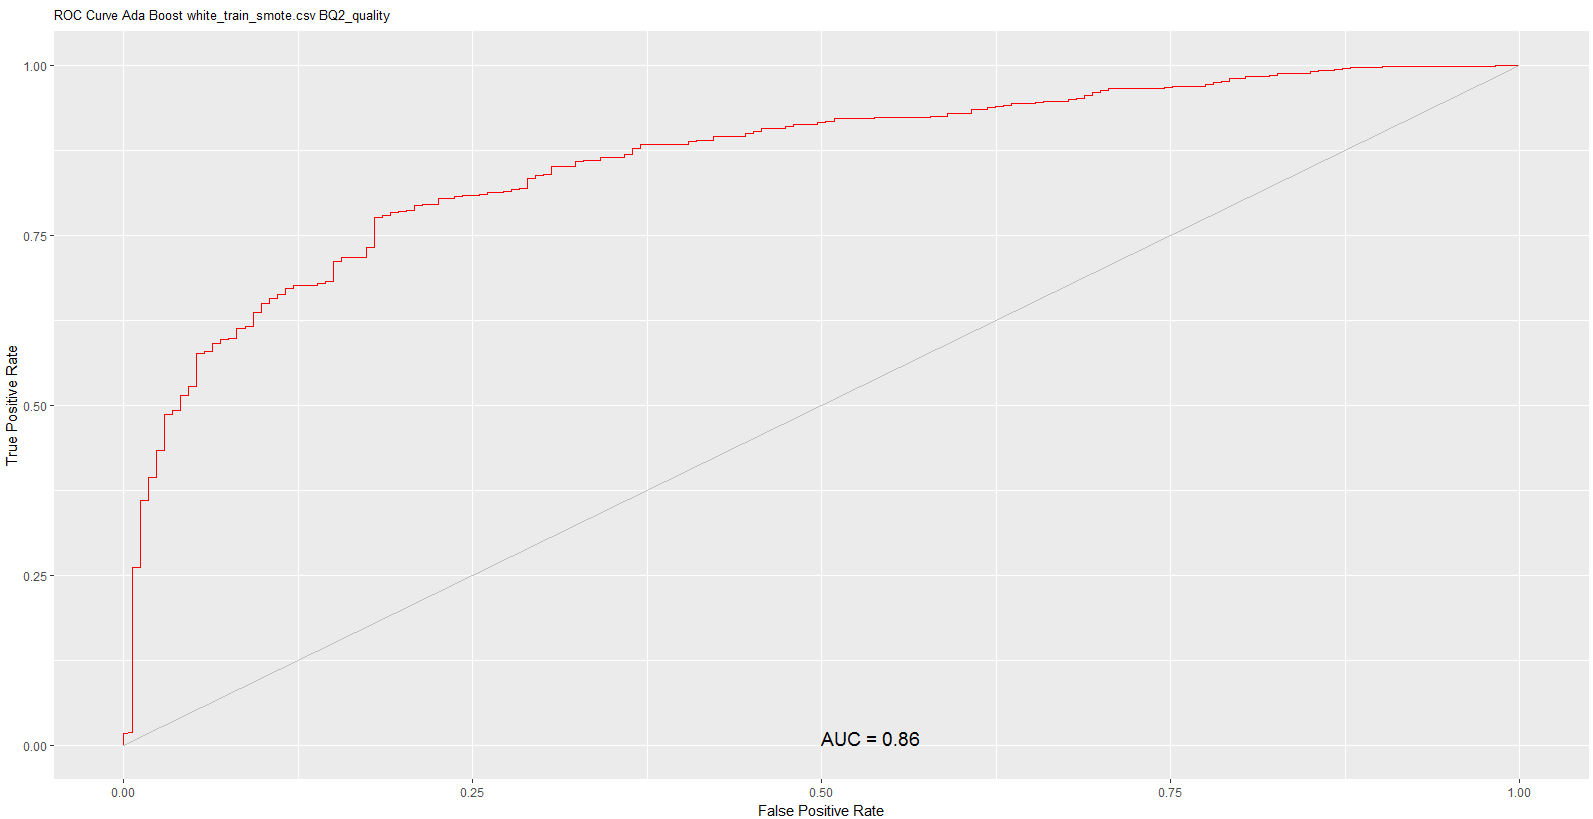 ROC Curve Ada Boost white_train_smote.csv BQ2_quality
True Positive Rate
1.00
0.75
0.50
0.25
0.00
AUC = 0.86
0.00 0.25 0.50 0.75 1.00
False Positive Rate